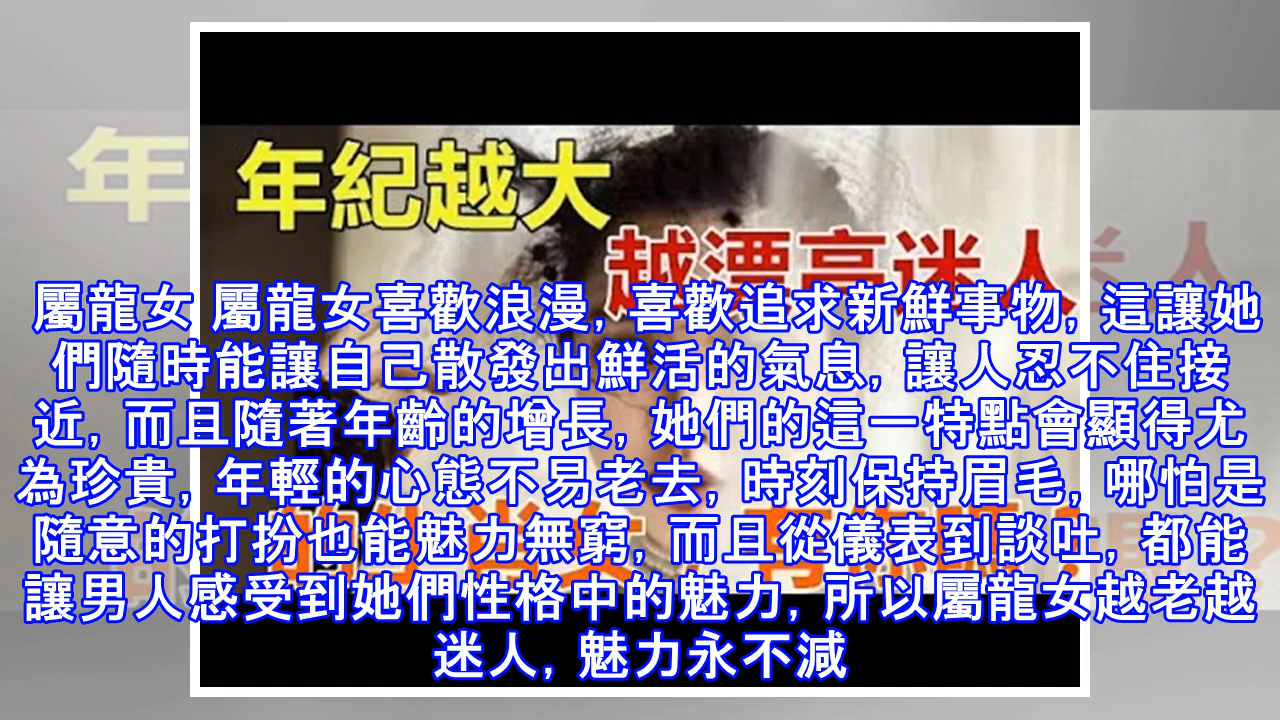 年紀越大
越漂亮迷人
屬龍女 屬龍女喜歡浪漫, 喜歡追求新鮮事物, 這讓她
們隨時能讓自己散發出鮮活的氣息, 讓人忍不住接
近, 而且隨著年齡的增長, 她們的這一特點會顯得尤
為珍貴, 年輕的心態不易老去, 時刻保持眉毛, 哪怕是
隨意的打扮也能魅力無窮, 而且從儀表到談吐, 都能
讓男人感受到她們性格中的魅力, 所以屬龍女越老越
迷人, 魅力永不減